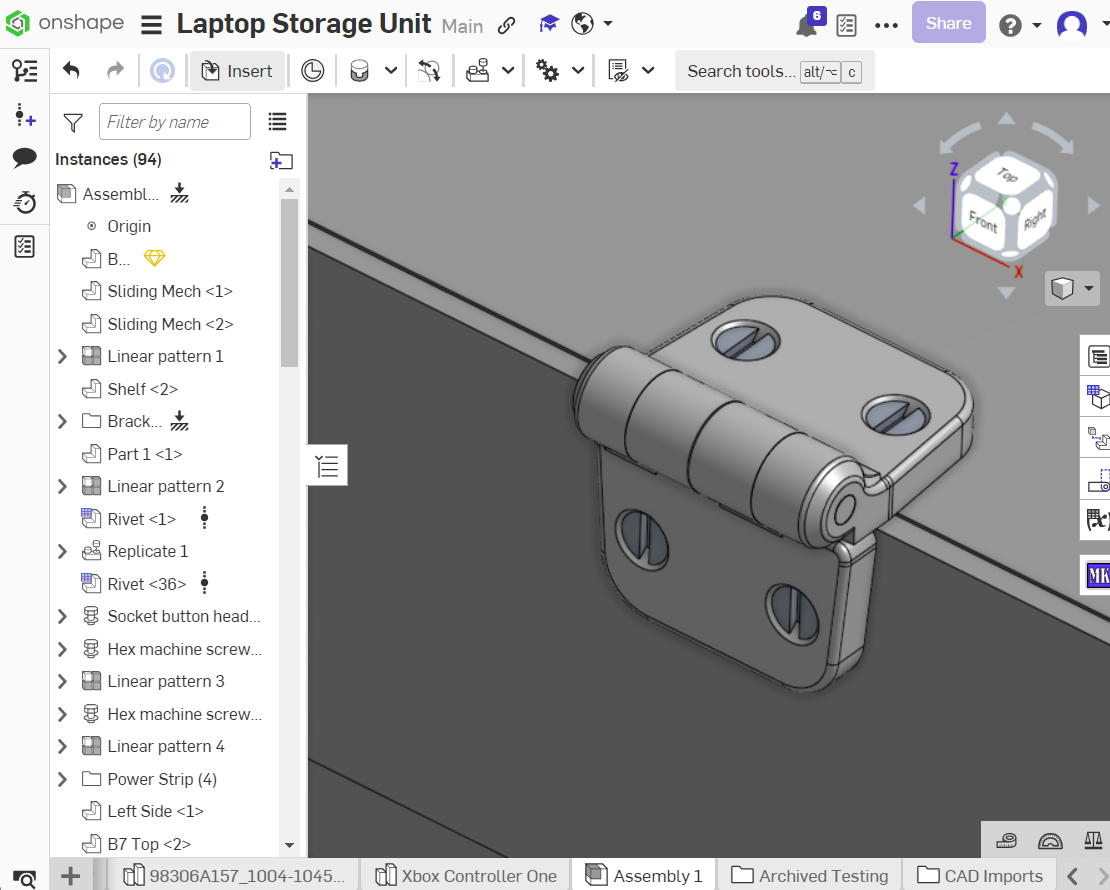 onshape Laptop Storage Unit Main 6 Share
Insert Search tools... alt/⌥ c
Filter by name
Instances (94)
Assembl...
Origin
B...
Sliding Mech <1>
Sliding Mech <2>
Linear pattern 1
Shelf <2>
Brack...
Part 1 <1>
Linear pattern 2
Rivet <1>
Replicate 1
Rivet <36>
Socket button head...
Hex machine screw...
Linear pattern 3
Hex machine screw...
Linear pattern 4
Power Strip (4)
Left Side <1>
B7 Top <2>
Z
Top
Front
Right
X
(x)
MK
98306A157_1004-1045... Xbox Controller One Assembly 1 Archived Testing CAD Imports